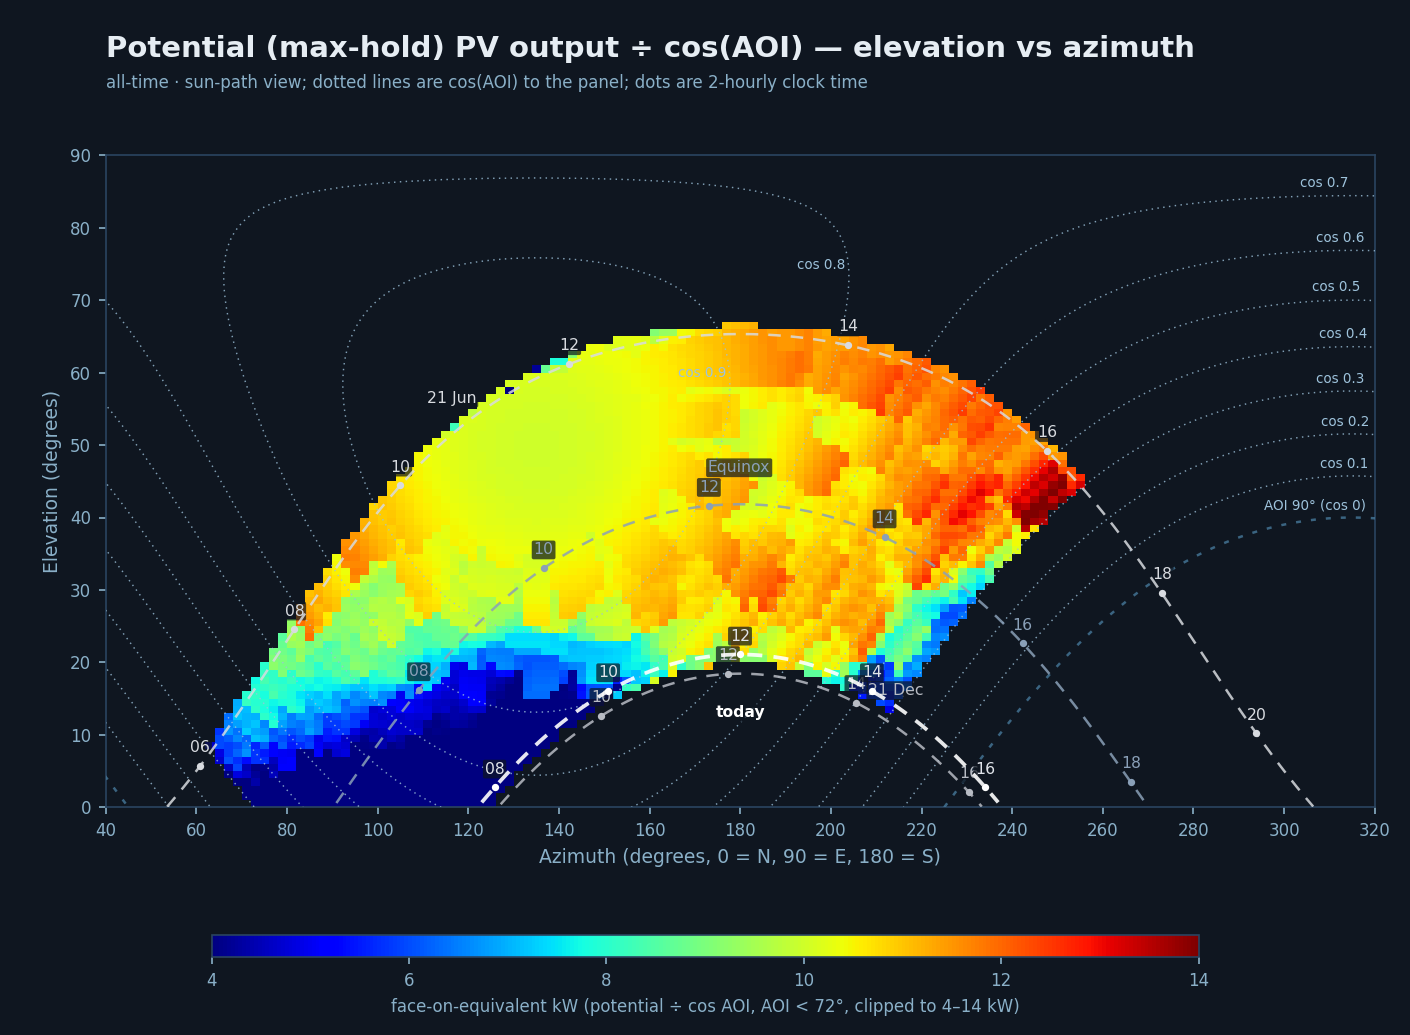 Potential (max-hold) PV output ÷ cos(AOI) — elevation vs azimuth
all-time · sun-path view; dotted lines are cos(AOI) to the panel; dots are 2-hourly clock time
90
80
70
60
50
40
30
20
10
0
Elevation (degrees)
cos 0.7
cos 0.6
cos 0.8
cos 0.5
cos 0.4
cos 0.9
cos 0.3
cos 0.2
cos 0.1
AOI 90° (cos 0)
21 Jun
06
08
10
12
14
16
18
20
Equinox
08
10
12
14
16
18
today
08
10
12
14
16
21 Dec
10
12
14
16
40
60
80
100
120
140
160
180
200
220
240
260
280
300
320
Azimuth (degrees, 0 = N, 90 = E, 180 = S)
4
6
8
10
12
14
face-on-equivalent kW (potential ÷ cos AOI, AOI < 72°, clipped to 4–14 kW)